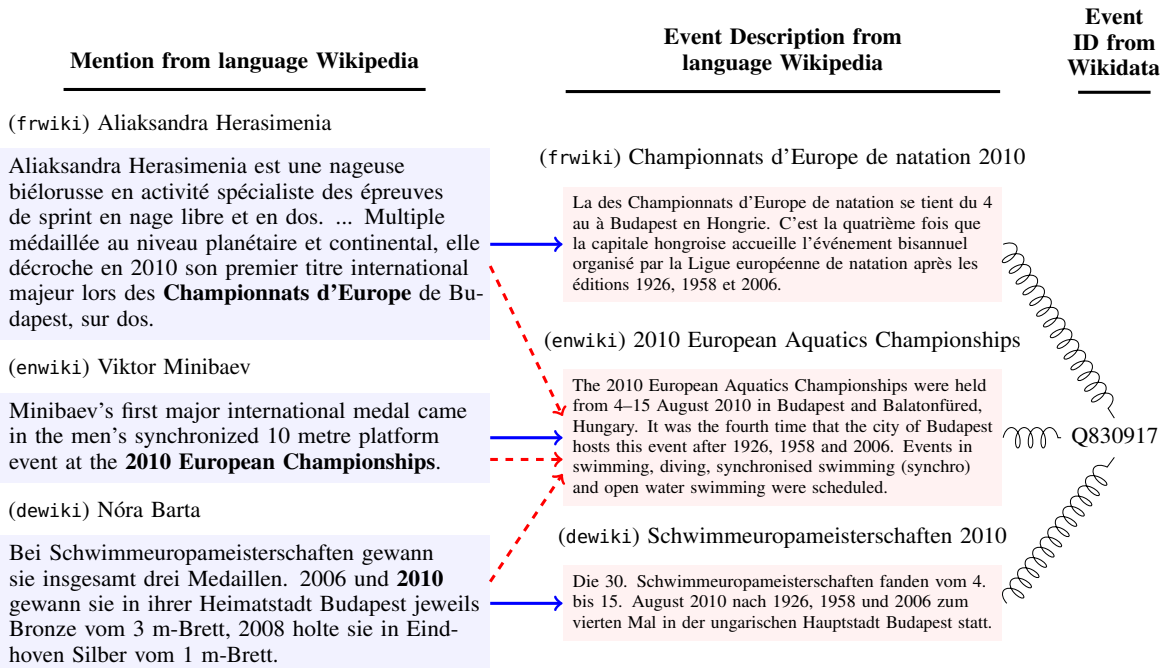 Mention from language Wikipedia
Event Description from
language Wikipedia
Event
ID from
Wikidata
(frwiki) Aliaksandra Herasimenia
Aliaksandra Herasimenia est une nageuse
biélorusse en activité spécialiste des épreuves
de sprint en nage libre et en dos. ... Multiple
médaillée au niveau planétaire et continental, elle
décroche en 2010 son premier titre international
majeur lors des Championnats d'Europe de Bu-
dapest, sur dos.
(enwiki) Viktor Minibaev
Minibaev's first major international medal came
in the men's synchronized 10 metre platform
event at the 2010 European Championships.
(dewiki) Nóra Barta
Bei Schwimmeuropameisterschaften gewann
sie insgesamt drei Medaillen. 2006 und 2010
gewann sie in ihrer Heimatstadt Budapest jeweils
Bronze vom 3 m-Brett, 2008 holte sie in Eind-
hoven Silber vom 1 m-Brett.
(frwiki) Championnats d'Europe de natation 2010
La des Championnats d'Europe de natation se tient du 4
au à Budapest en Hongrie. C'est la quatrième fois que
la capitale hongroise accueille l'événement bisannuel
organisé par la Ligue européenne de natation après les
éditions 1926, 1958 et 2006.
(enwiki) 2010 European Aquatics Championships
The 2010 European Aquatics Championships were held
from 4–15 August 2010 in Budapest and Balatonfüred,
Hungary. It was the fourth time that the city of Budapest
hosts this event after 1926, 1958 and 2006. Events in
swimming, diving, synchronised swimming (synchro)
and open water swimming were scheduled.
(dewiki) Schwimmeuropameisterschaften 2010
Die 30. Schwimmeuropameisterschaften fanden vom 4.
bis 15. August 2010 nach 1926, 1958 und 2006 zum
vierten Mal in der ungarischen Hauptstadt Budapest statt.
Q830917